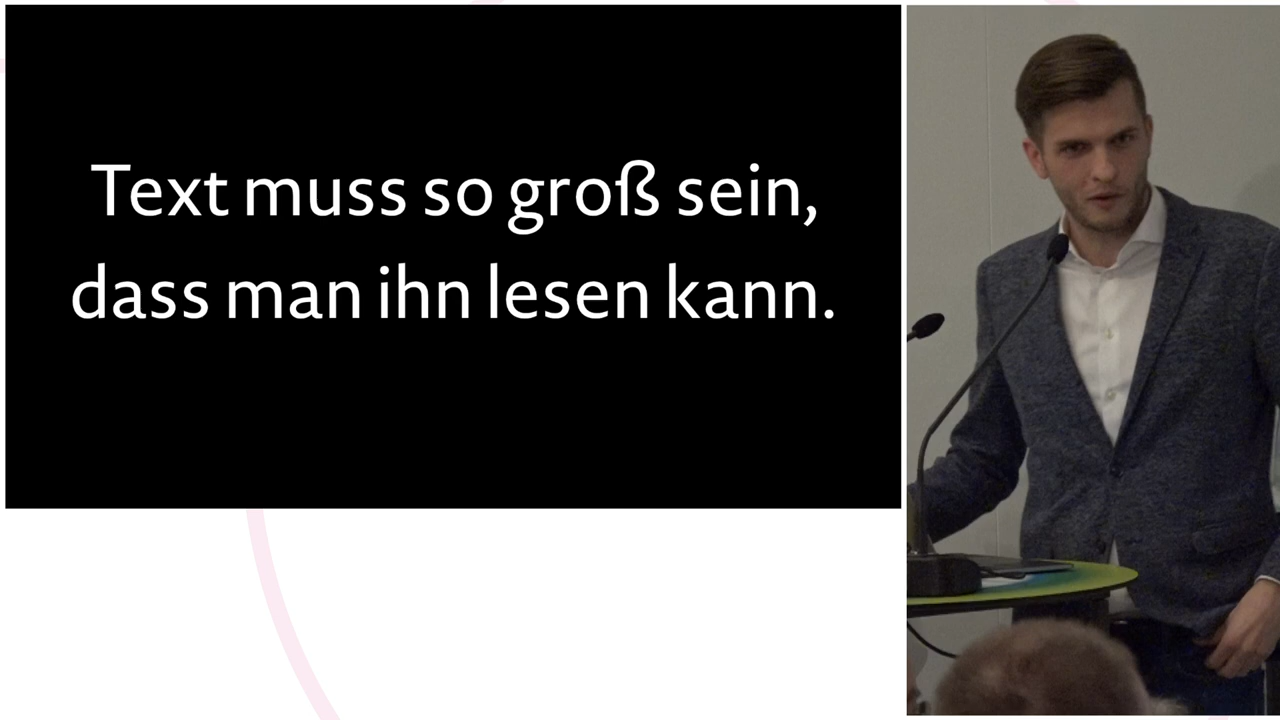 Text muss so groß sein,
dass man ihn lesen kann.